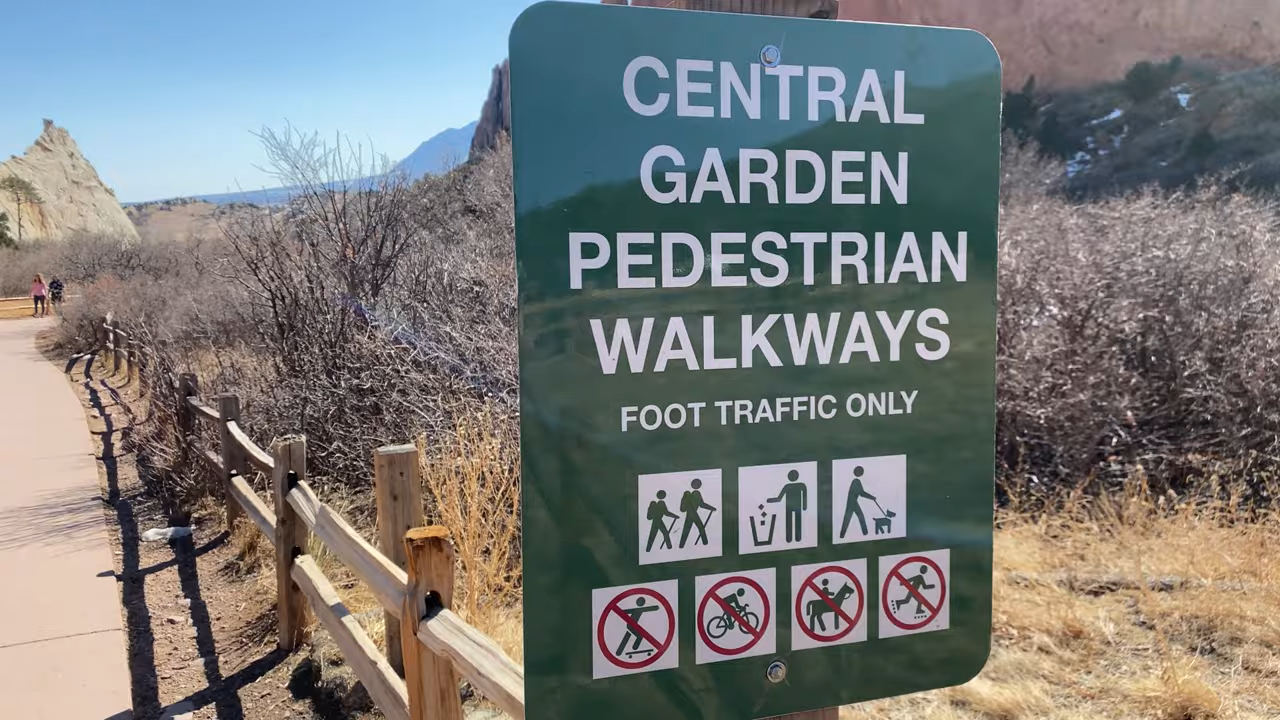 CENTRAL
GARDEN
PEDESTRIAN
WALKWAYS
FOOT TRAFFIC ONLY